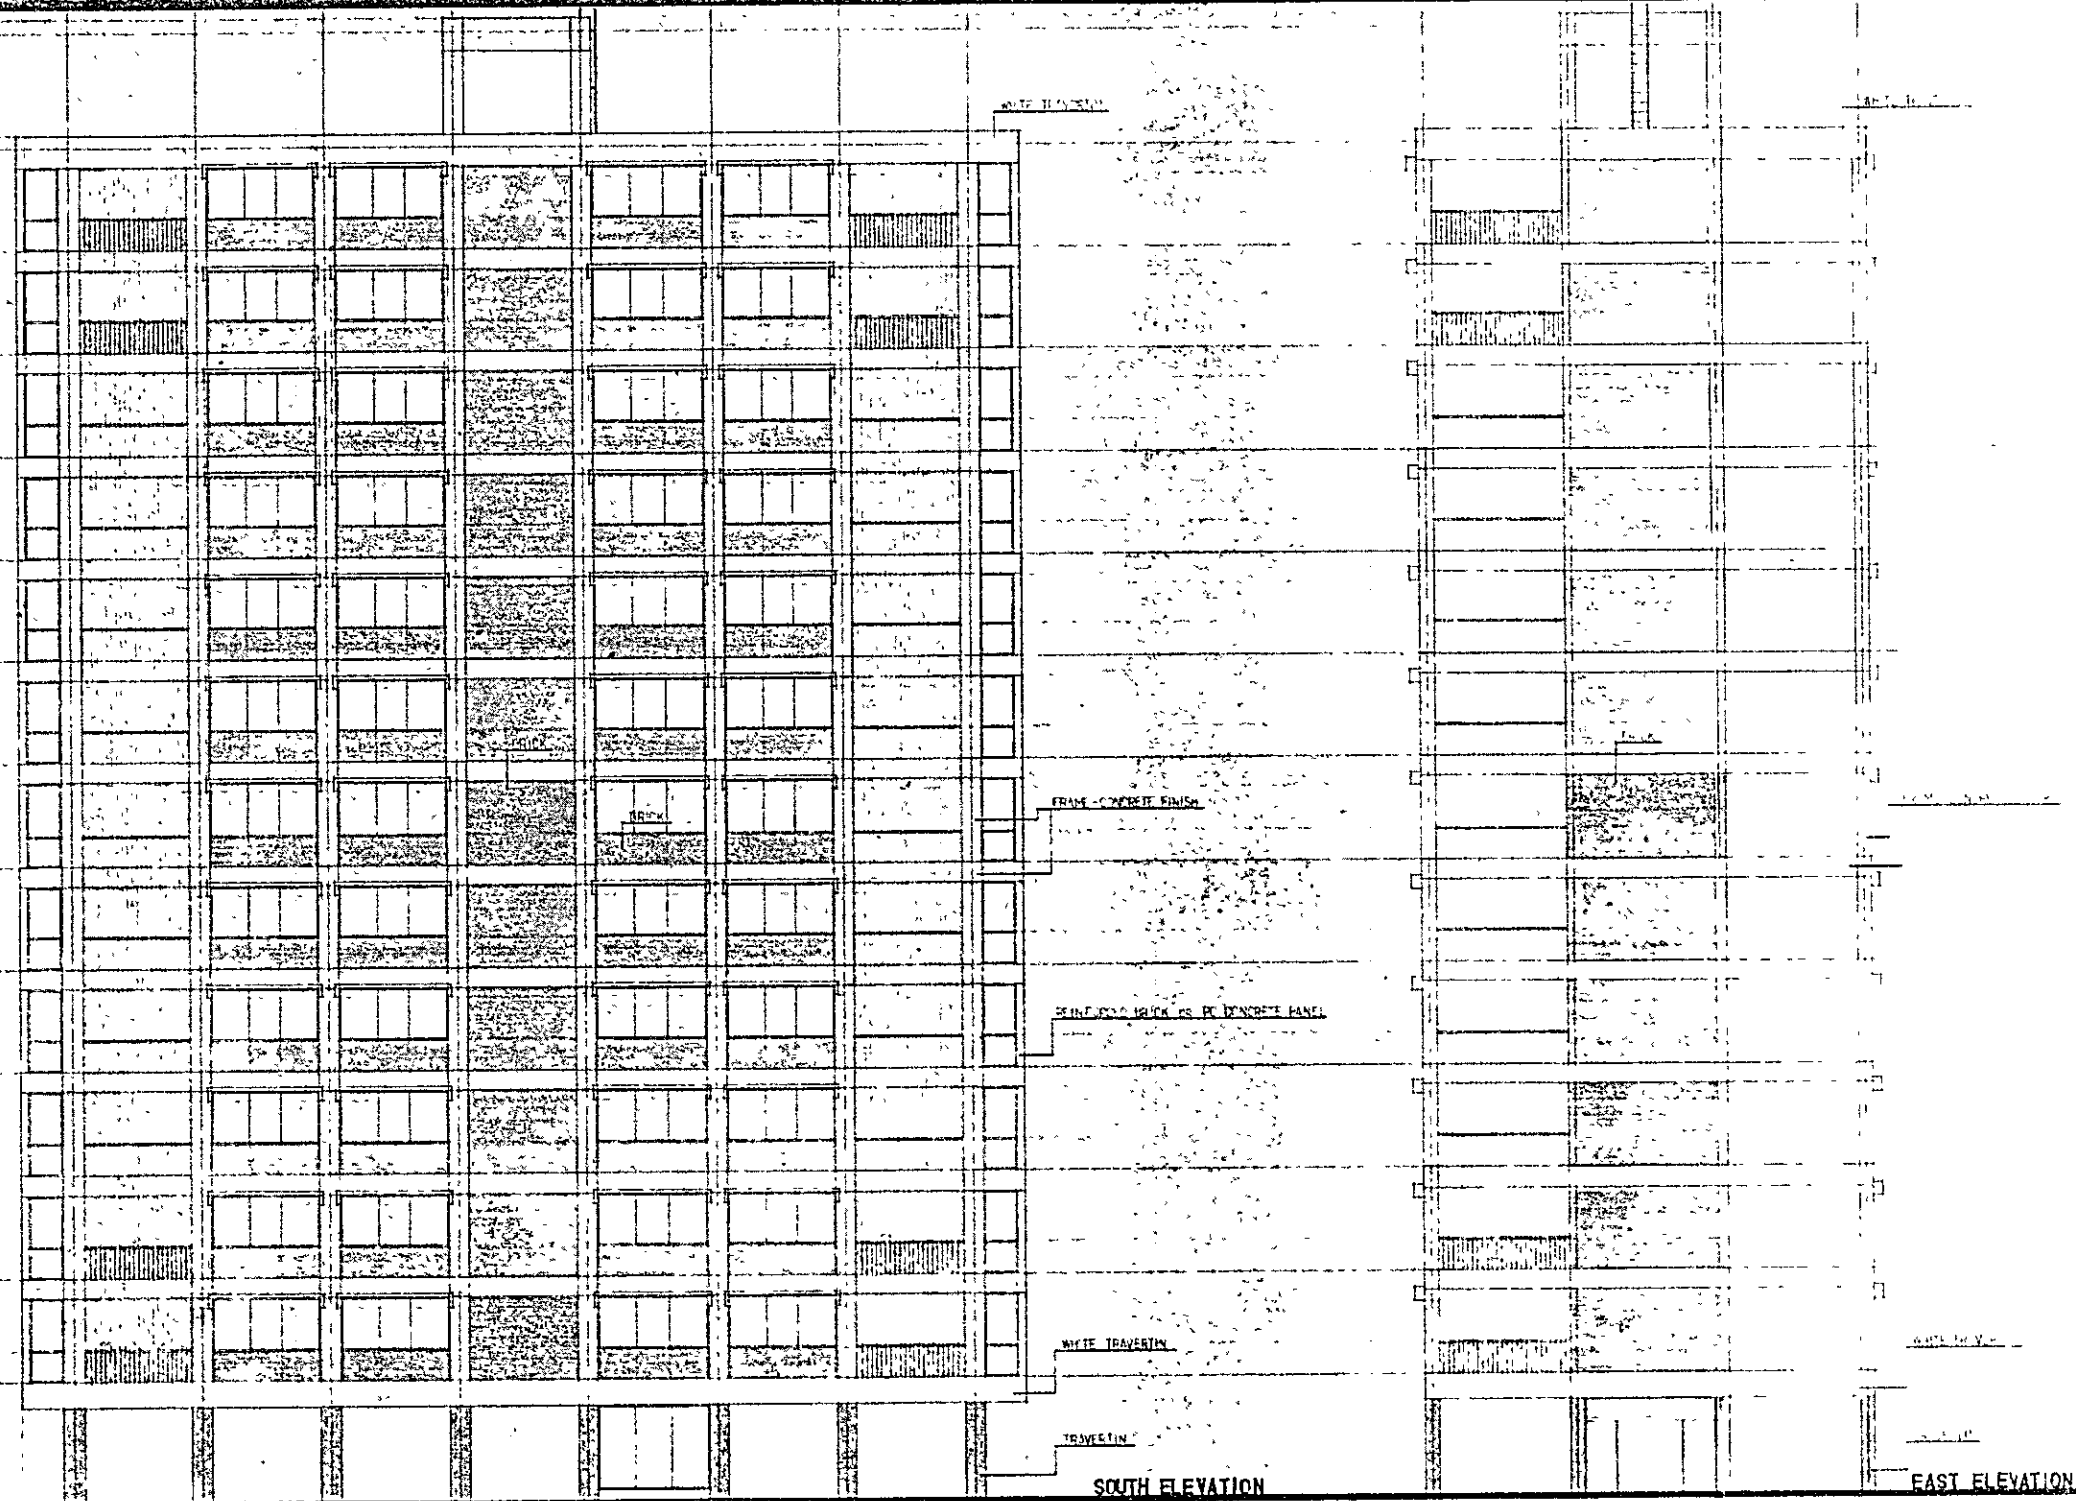 WHITE TRAVERTIN
BRICK
BRICK
BRICK
FRAME-CONCRETE FINISH
REINFORCED BRICK OR PC CONCRETE PANEL
WHITE TRAVERTIN
TRAVERTIN
SOUTH ELEVATION
EAST ELEVATION